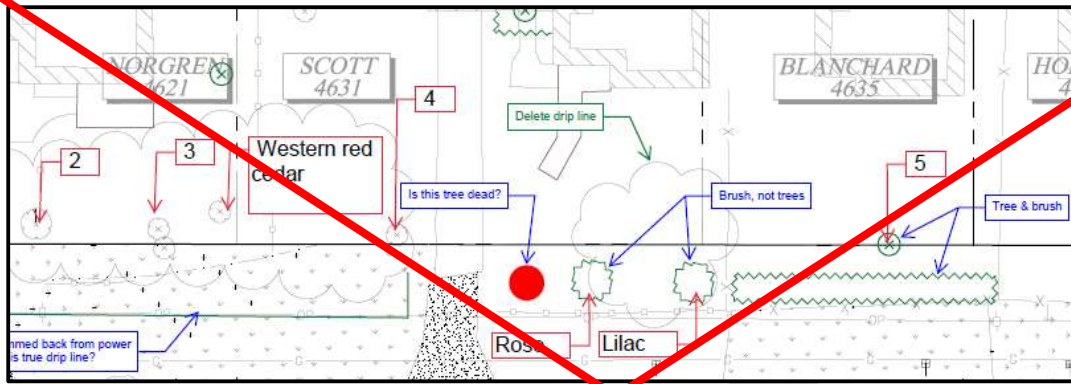 NORGREN
4621
SCOTT
4631
4
BLANCHARD
4635
Delete drip line
2
3
Western red
cedar
5
Is this tree dead?
Brush, not trees
Tree & brush
Rose
Lilac
back from power
is true drip line?